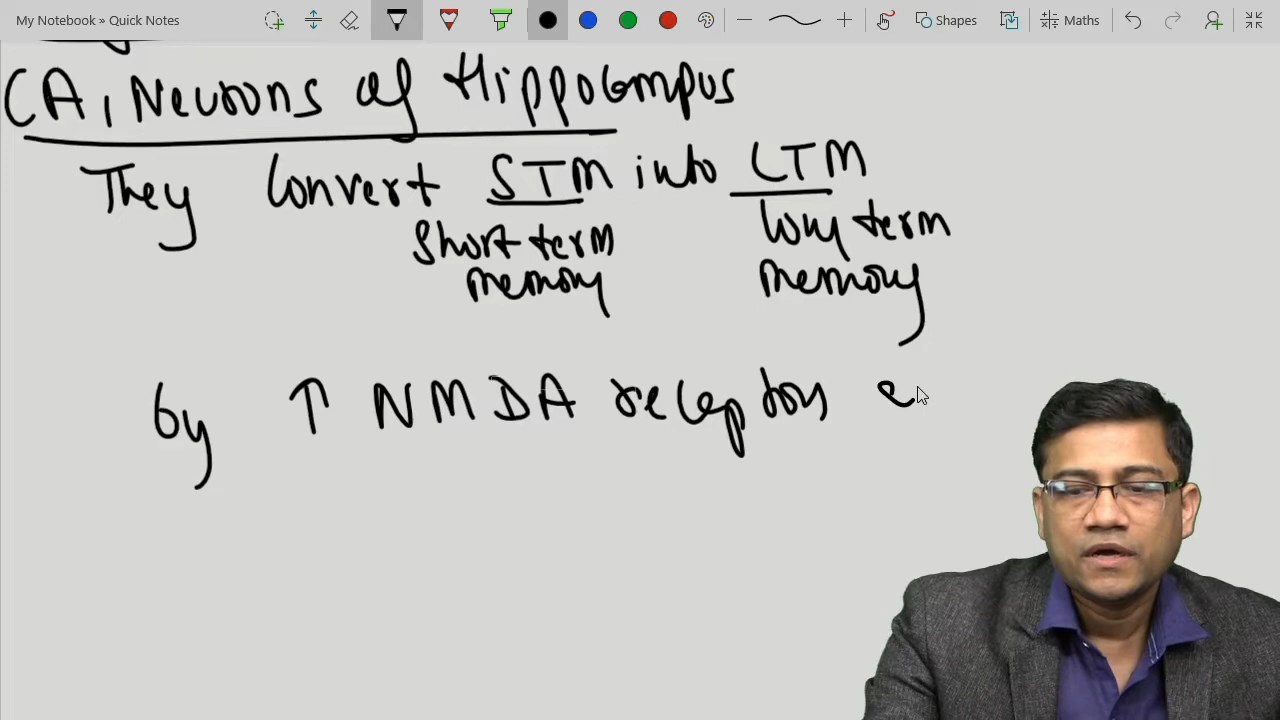 My Notebook » Quick Notes
Shapes
Maths
CA1 Neurons of Hippocampus
They Convert STM into LTM
Short term memory
long term memory
by ↑ NMDA receptors